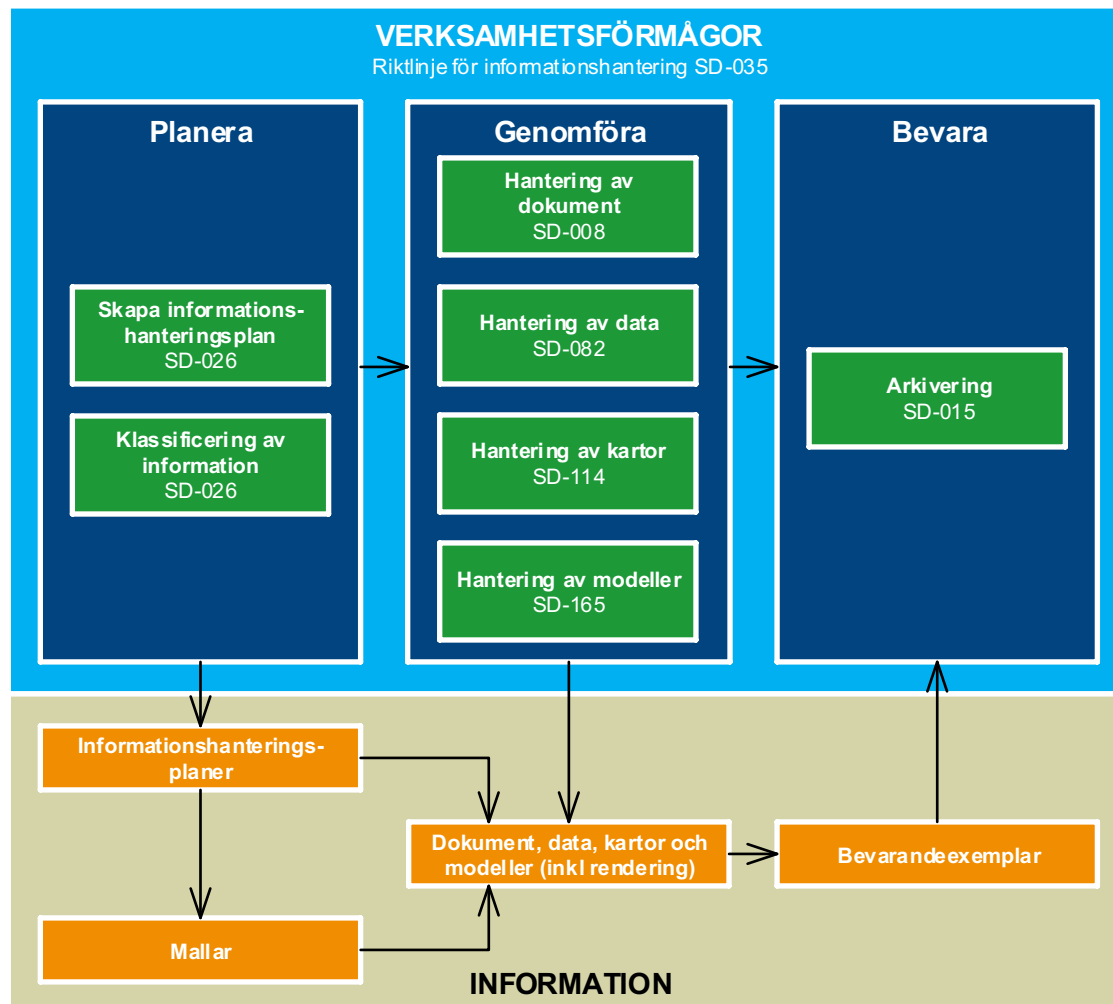 VERKSAMHETSFÖRMÅGOR
Riktlinje för informationshantering SD-035
Planera
Skapa informations-
hanteringsplan
SD-026
Klassificering av
information
SD-026
Genomföra
Hantering av
dokument
SD-008
Hantering av data
SD-082
Hantering av kartor
SD-114
Hantering av modeller
SD-165
Bevara
Arkivering
SD-015
Informationshanterings-
planer
Mallar
Dokument, data, kartor och
modeller (inkl rendering)
Bevarandeexemplar
INFORMATION